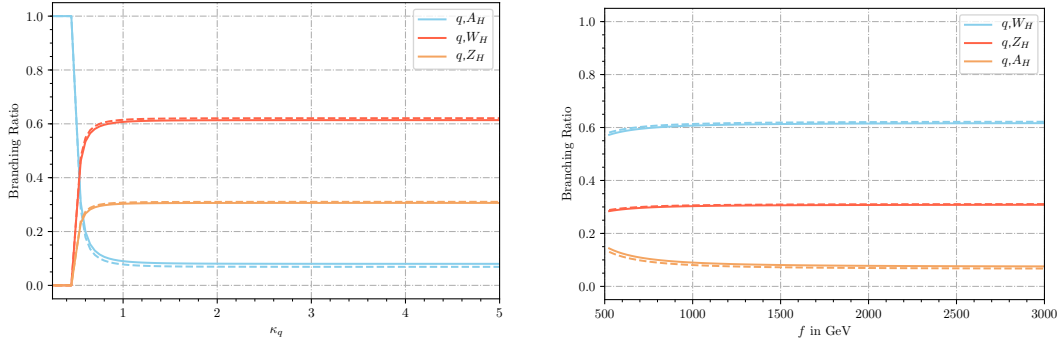 1.0
0.8
0.6
0.4
0.2
0.0
Branching Ratio
q,A_H
q,W_H
q,Z_H
1 2 3 4 5
κ_q
1.0
0.8
0.6
0.4
0.2
0.0
Branching Ratio
q,W_H
q,Z_H
q,A_H
500 1000 1500 2000 2500 3000
f in GeV